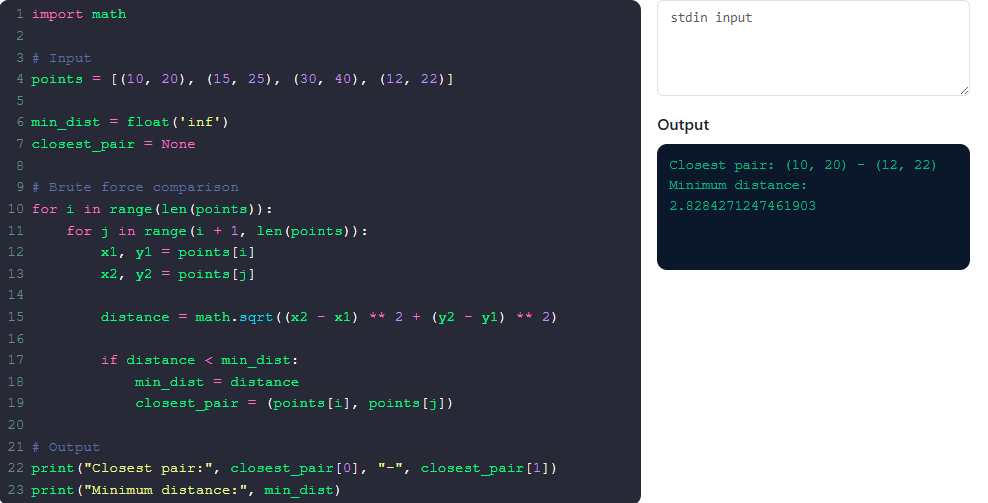 1 import math
2
3 # Input
4 points = [(10, 20), (15, 25), (30, 40), (12, 22)]
5
6 min_dist = float('inf')
7 closest_pair = None
8
9 # Brute force comparison
10 for i in range(len(points)):
11     for j in range(i + 1, len(points)):
12         x1, y1 = points[i]
13         x2, y2 = points[j]
14
15         distance = math.sqrt((x2 - x1) ** 2 + (y2 - y1) ** 2)
16
17         if distance < min_dist:
18             min_dist = distance
19             closest_pair = (points[i], points[j])
20
21 # Output
22 print("Closest pair:", closest_pair[0], "-", closest_pair[1])
23 print("Minimum distance:", min_dist)
stdin input
Output
Closest pair: (10, 20) - (12, 22)
Minimum distance:
2.8284271247461903